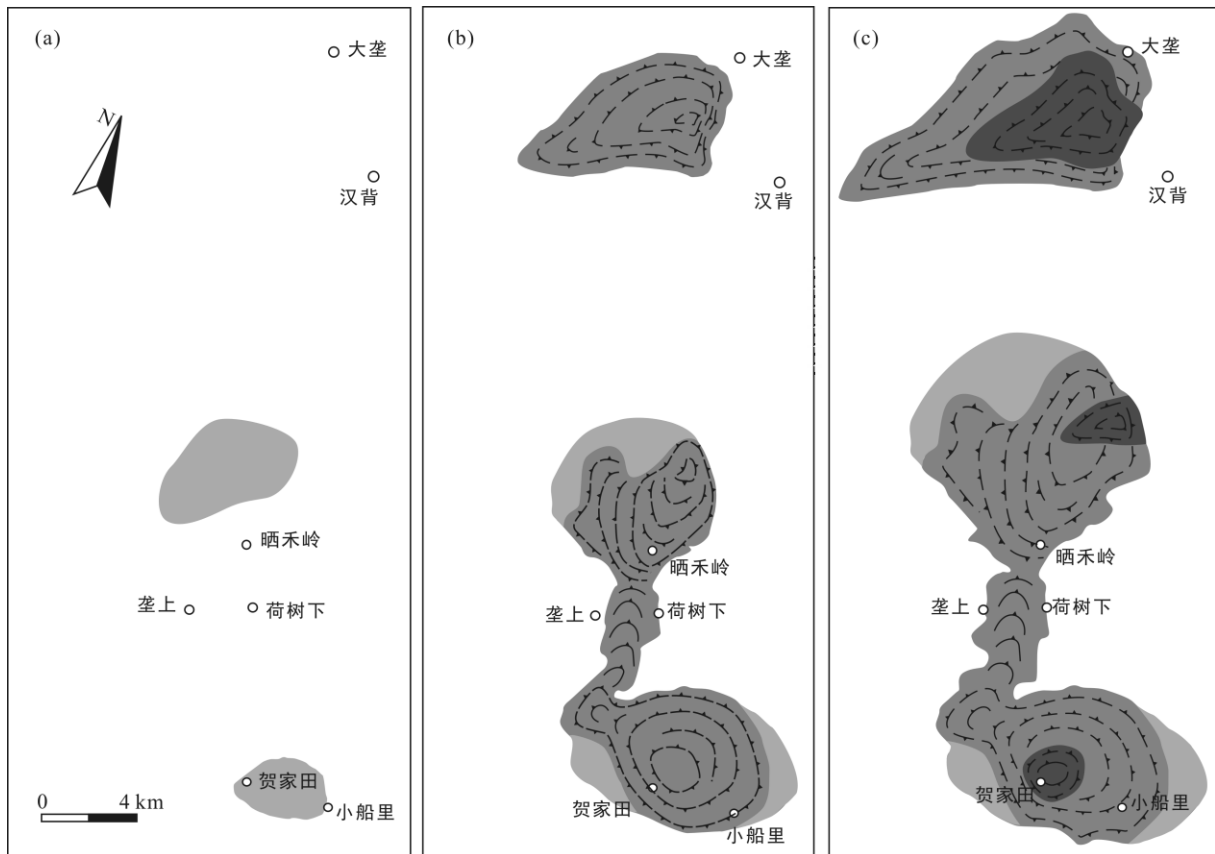 (a)
大垄
N
汉背
晒禾岭
垄上
荷树下
贺家田
小船里
0 4 km
(b)
大垄
汉背
晒禾岭
垄上
荷树下
贺家田
小船里
(c)
大垄
汉背
晒禾岭
垄上
荷树下
贺家田
小船里